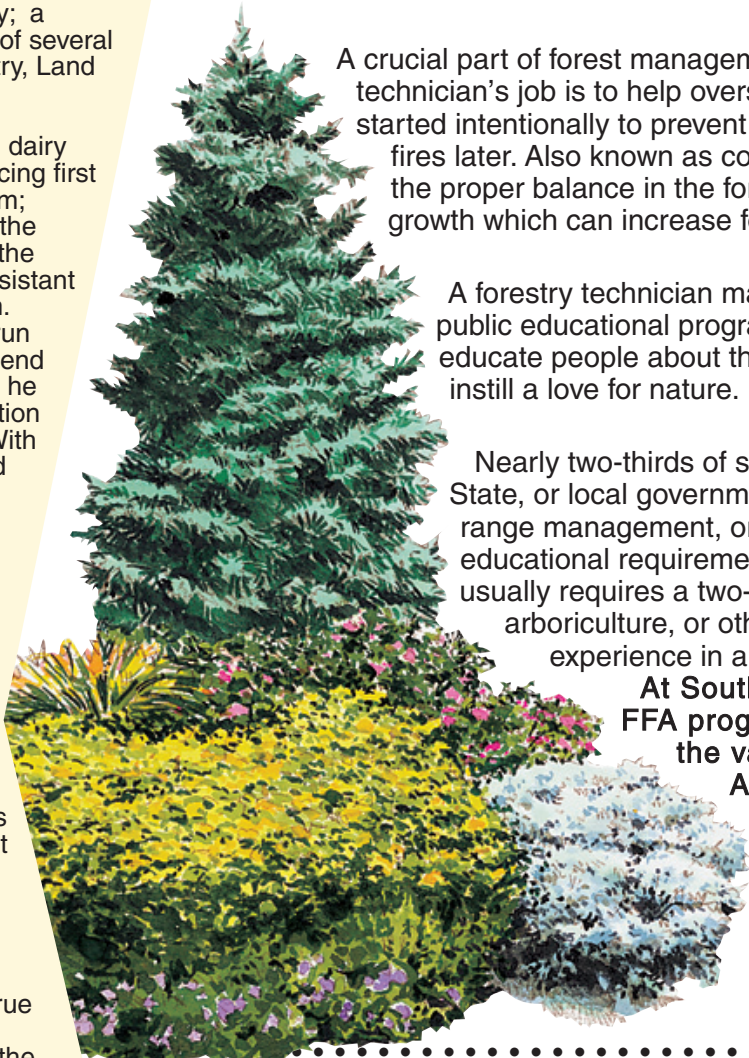 y; a
of several
try, Land
dairy
cing first
m;
the
the
sistant
n.
run
end
he
tion
With
d
s
t
rue
the
A crucial part of forest managem
technician's job is to help overs
started intentionally to prevent
fires later. Also known as co
the proper balance in the for
growth which can increase f
A forestry technician ma
public educational progra
educate people about th
instill a love for nature.
Nearly two-thirds of s
State, or local governm
range management, or
educational requireme
usually requires a two-
arboriculture, or oth
experience in a
At Sout
FFA prog
the va
A